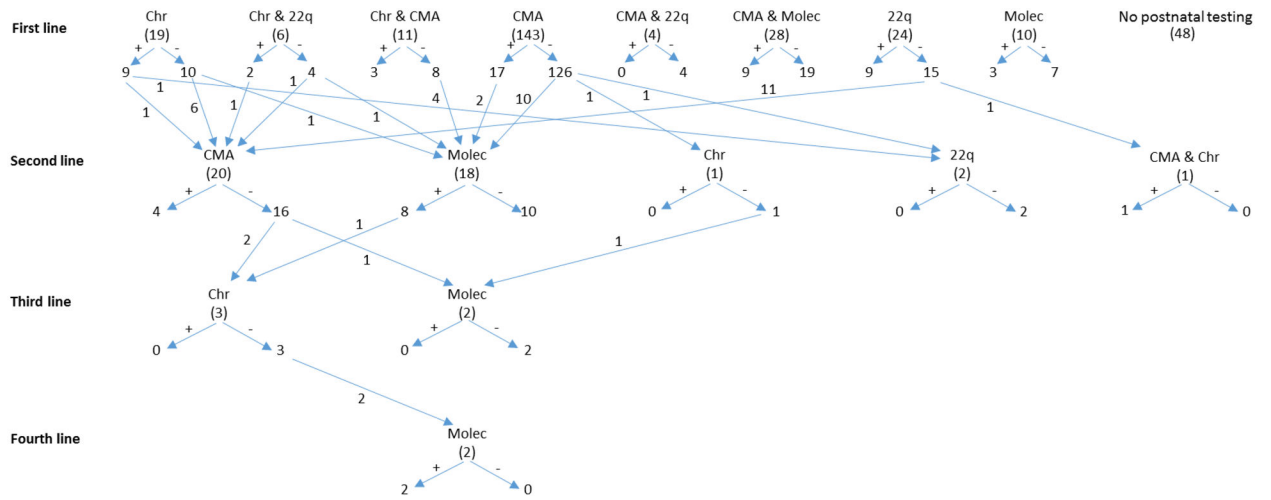 First line
Chr Chr & 22q Chr & CMA CMA CMA & 22q CMA & Molec 22q Molec No postnatal testing
(19) (6) (11) (143) (4) (28) (24) (10) (48)
+ - + - + - + - + - + - + - + -
9 10 2 4 3 8 17 126 0 4 9 19 9 15 3 7
1 1 6 1 1 1 1 4 2 10 1 1 11 1
Second line
CMA Molec Chr 22q CMA & Chr
(20) (18) (1) (2) (1)
+ - + - + - + - + -
4 16 8 10 0 1 0 2 1 0
2 1 1 1
Third line
Chr Molec
(3) (2)
+ - + -
0 3 0 2
2
Fourth line
Molec
(2)
+ -
2 0